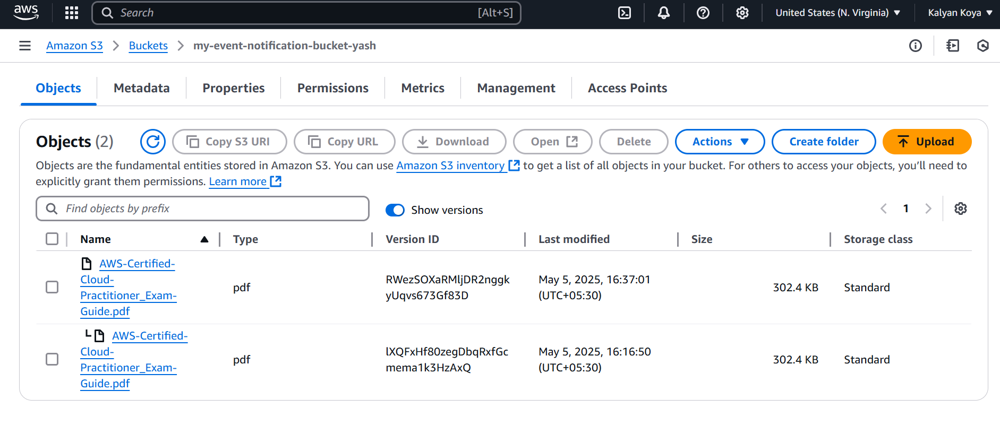 aws Search [Alt+S] United States (N. Virginia) Kalyan Koya
Amazon S3 Buckets my-event-notification-bucket-yash
Objects Metadata Properties Permissions Metrics Management Access Points
Objects (2) Copy S3 URI Copy URL Download Open Delete Actions Create folder Upload
Objects are the fundamental entities stored in Amazon S3. You can use Amazon S3 inventory to get a list of all objects in your bucket. For others to access your objects, you’ll need to
explicitly grant them permissions. Learn more
Find objects by prefix Show versions 1
Name Type Version ID Last modified Size Storage class
AWS-Certified-
Cloud-
Practitioner_Exam-
Guide.pdf
pdf
RWezSOXaRMljDR2nggk
yUqvs673Gf83D
May 5, 2025, 16:37:01
(UTC+05:30)
302.4 KB
Standard
AWS-Certified-
Cloud-
Practitioner_Exam-
Guide.pdf
pdf
lXQFxHf80zegDbqRxfGc
mema1k3HzAxQ
May 5, 2025, 16:16:50
(UTC+05:30)
302.4 KB
Standard